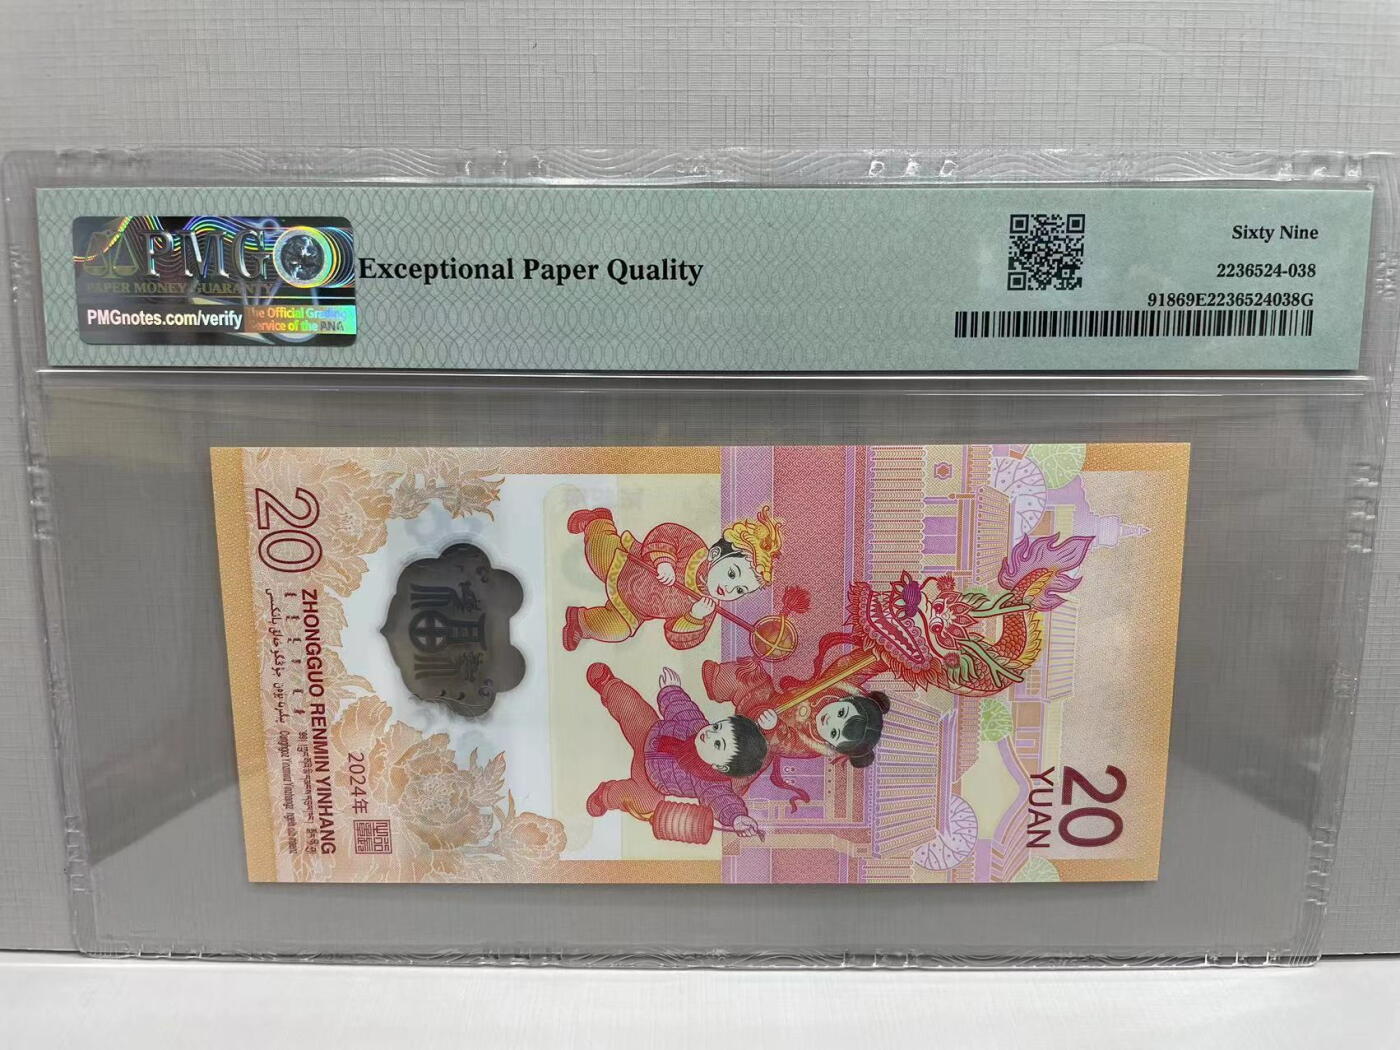 PMG
PAPER MONEY GUARANTY
PMGnotes.com/verify
The Official Grading
Service of the ANA
Exceptional Paper Quality
Sixty Nine
2236524-038
91869E2236524038G
20
ZHONGGUO RENMIN YINHANG
2024年
20
YUAN